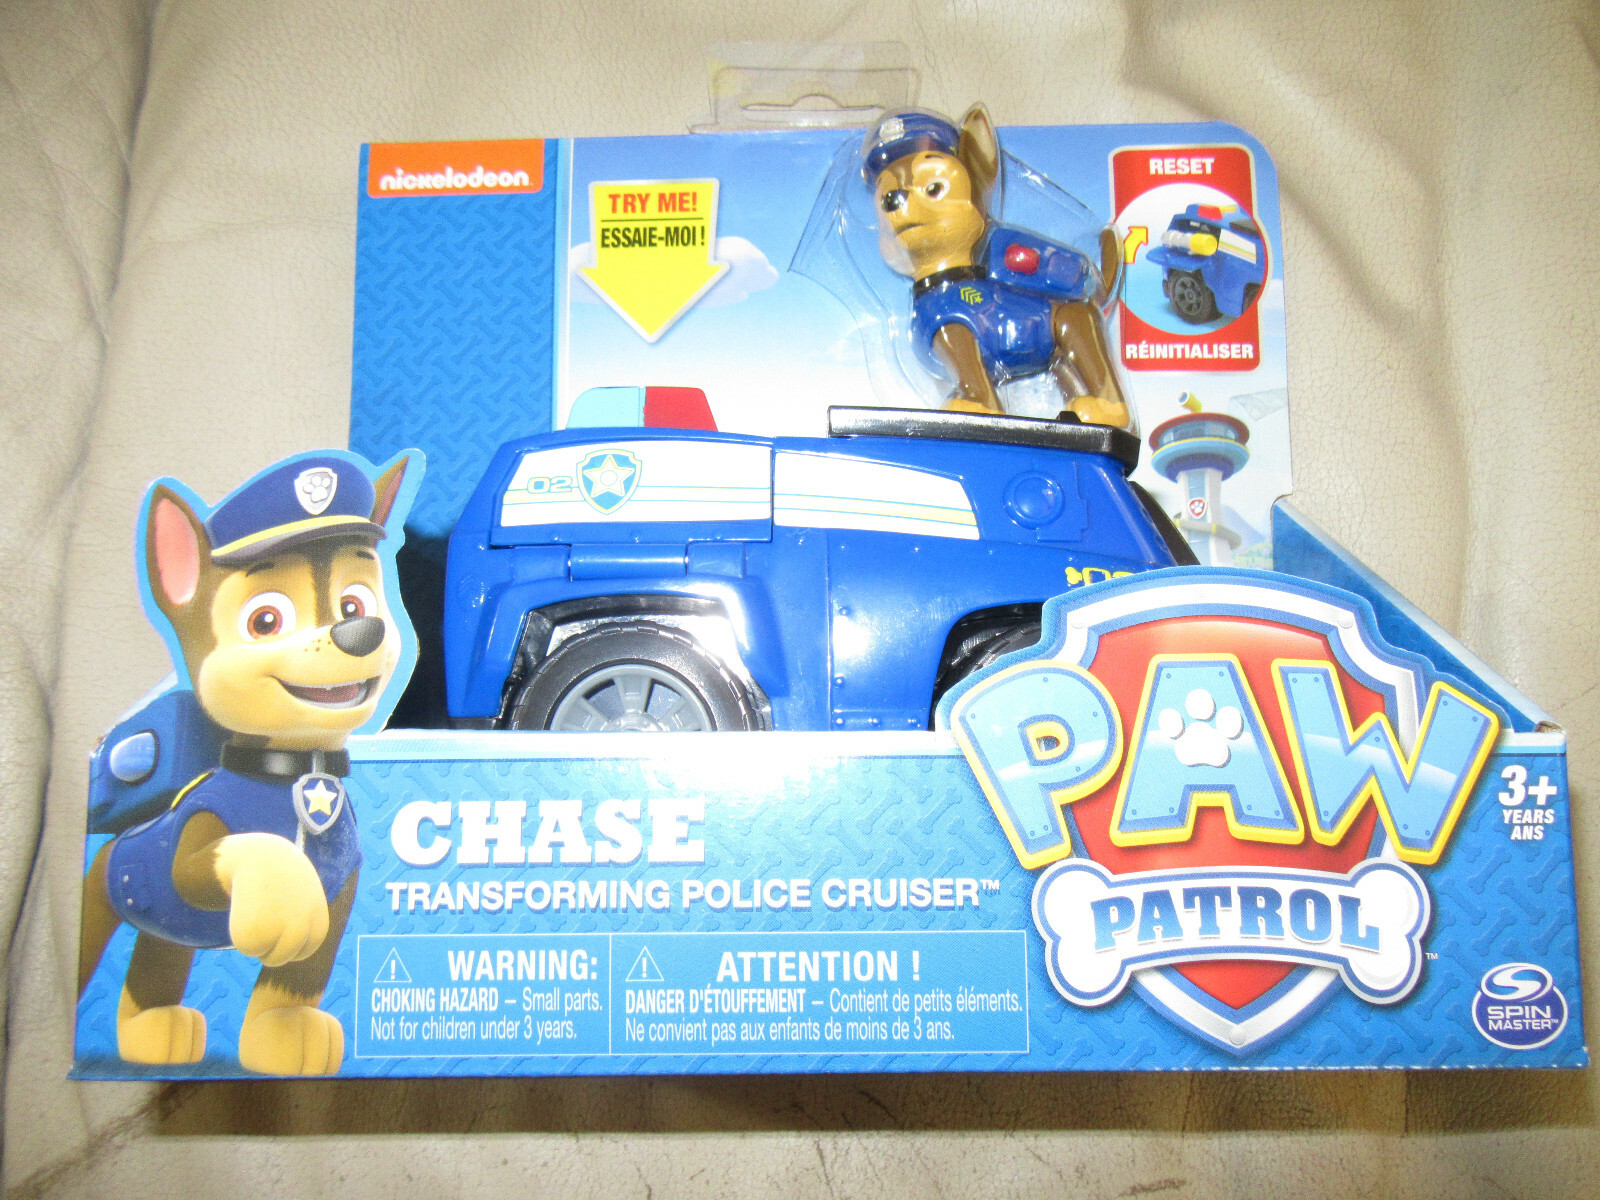 nickelodeon
TRY ME!
ESSAIE-MOI !
RESET
RÉINITIALISER
02
PAW
PATROL™
3+
YEARS
ANS
CHASE
TRANSFORMING POLICE CRUISER™
WARNING:
CHOKING HAZARD – Small parts.
Not for children under 3 years.
ATTENTION !
DANGER D'ÉTOUFFEMENT – Contient de petits éléments.
Ne convient pas aux enfants de moins de 3 ans.
SPIN
MASTER™